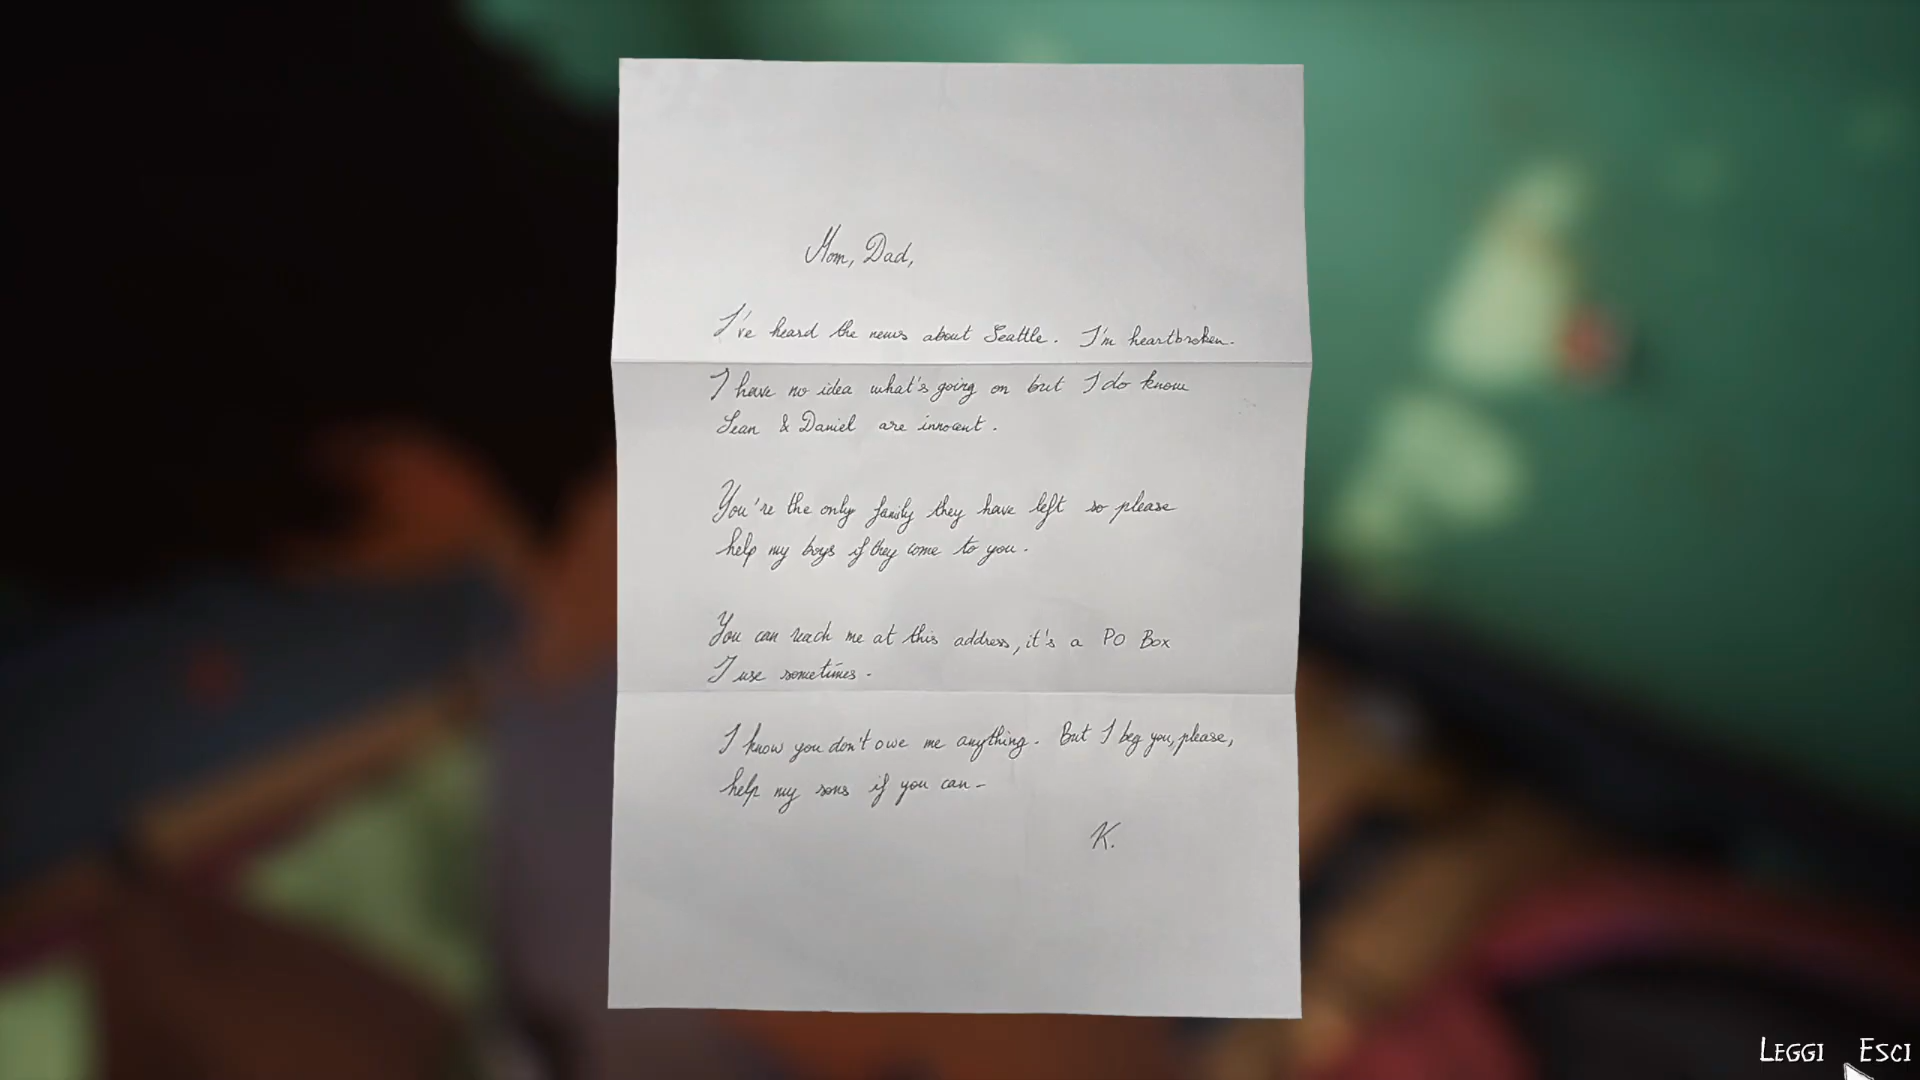 Mom, Dad,
I've heard the news about Seattle. I'm heartbroken.
I have no idea what's going on but I do know
Sean & Daniel are innocent.
You're the only family they have left so please
help my boys if they come to you.
You can reach me at this address, it's a PO Box
I use sometimes.
I know you don't owe me anything. But I beg you, please,
help my sons if you can-
K.
LEGGI ESCI